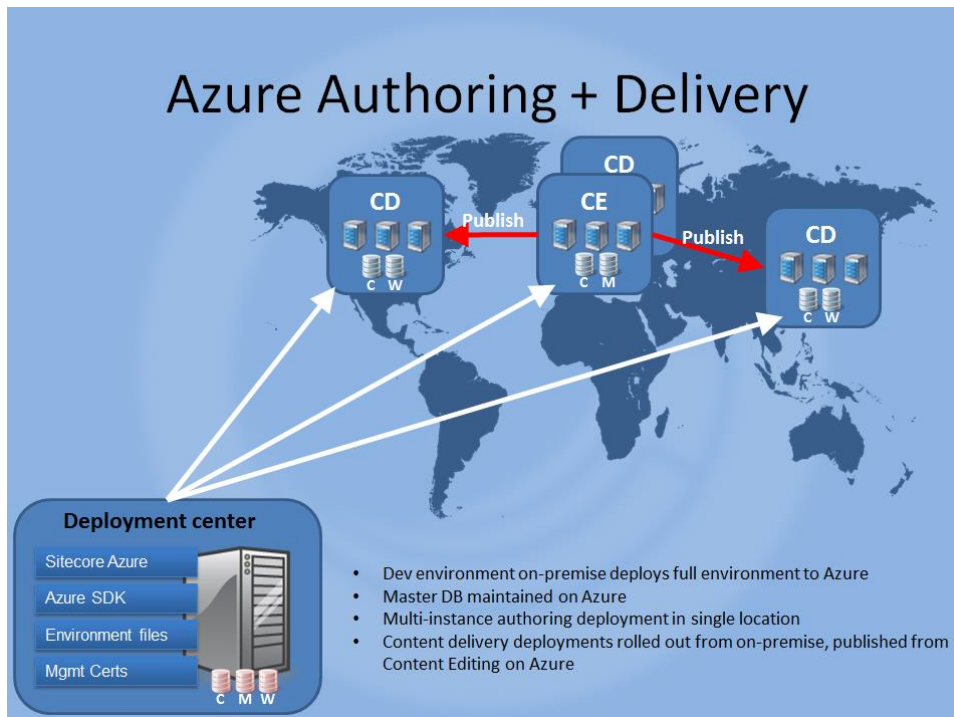 Azure Authoring + Delivery
CD
CD
CE
CD
Publish
Publish
C W
C M
C W
Deployment center
Sitecore Azure
Azure SDK
Environment files
Mgmt Certs
C M W
• Dev environment on-premise deploys full environment to Azure
• Master DB maintained on Azure
• Multi-instance authoring deployment in single location
• Content delivery deployments rolled out from on-premise, published from
Content Editing on Azure